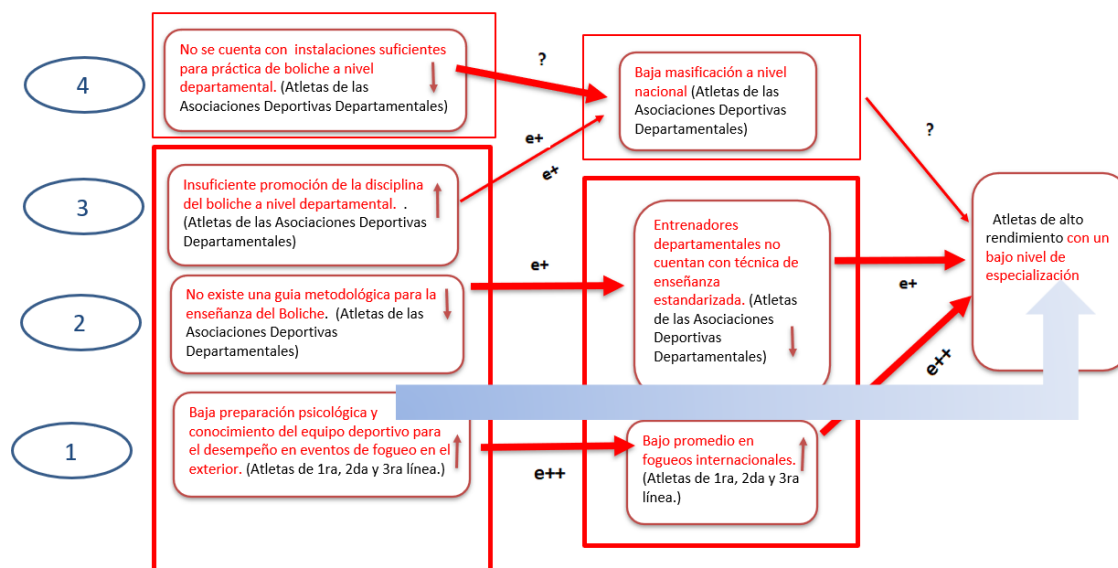 4
No se cuenta con instalaciones suficientes
para práctica de boliche a nivel
departamental. (Atletas de las
Asociaciones Deportivas Departamentales)
?
Baja masificación a nivel
nacional (Atletas de las
Asociaciones Deportivas
Departamentales)
?
e+
e+
3
Insuficiente promoción de la disciplina
del boliche a nivel departamental. .
(Atletas de las Asociaciones Deportivas
Departamentales)
Entrenadores
departamentales no
cuentan con técnica de
enseñanza
estandarizada. (Atletas
de las Asociaciones
Deportivas
Departamentales)
Atletas de alto
rendimiento con un
bajo nivel de
especialización
e+
e+
2
No existe una guia metodológica para la
enseñanza del Boliche. (Atletas de las
Asociaciones Deportivas
Departamentales)
e++
1
Baja preparación psicológica y
conocimiento del equipo deportivo para
el desempeño en eventos de fogueo en el
exterior. (Atletas de 1ra, 2da y 3ra línea.)
e++
Bajo promedio en
fogueos internacionales.
(Atletas de 1ra, 2da y 3ra
línea.)